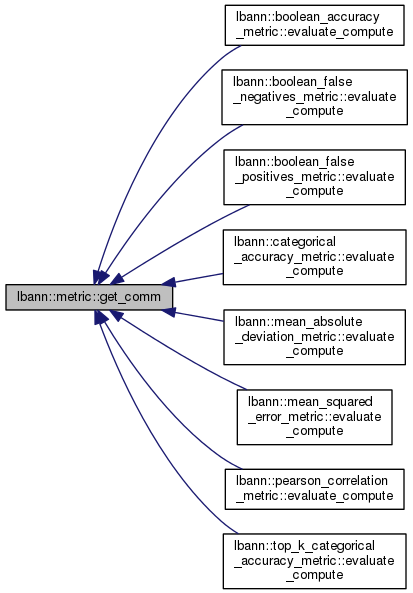 lbann::boolean_accuracy
_metric::evaluate_compute
lbann::boolean_false
_negatives_metric::evaluate
_compute
lbann::boolean_false
_positives_metric::evaluate
_compute
lbann::categorical
_accuracy_metric::evaluate
_compute
lbann::metric::get_comm
lbann::mean_absolute
_deviation_metric::evaluate
_compute
lbann::mean_squared
_error_metric::evaluate
_compute
lbann::pearson_correlation
_metric::evaluate_compute
lbann::top_k_categorical
_accuracy_metric::evaluate
_compute